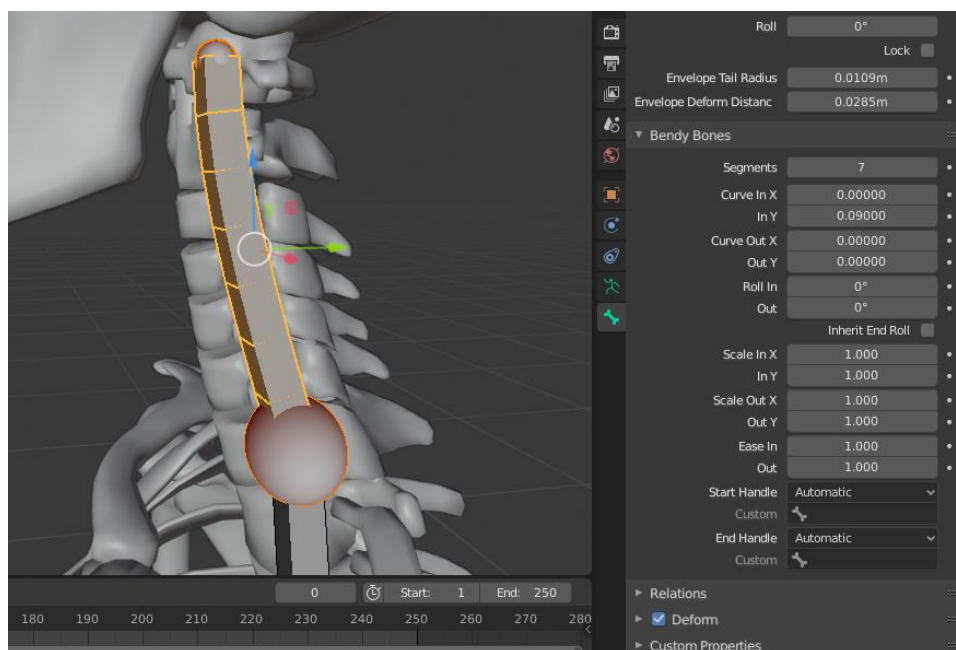 Roll 0°
Lock
Envelope Tail Radius 0.0109m
Envelope Deform Distanc 0.0285m
Bendy Bones
Segments 7
Curve In X 0.00000
In Y 0.09000
Curve Out X 0.00000
Out Y 0.00000
Roll In 0°
Out 0°
Inherit End Roll
Scale In X 1.000
In Y 1.000
Scale Out X 1.000
Out Y 1.000
Ease In 1.000
Out 1.000
Start Handle Automatic
Custom
End Handle Automatic
Custom
Relations
Deform
Custom Properties
0 Start: 1 End: 250
180 190 200 210 220 230 240 250 260 270 280